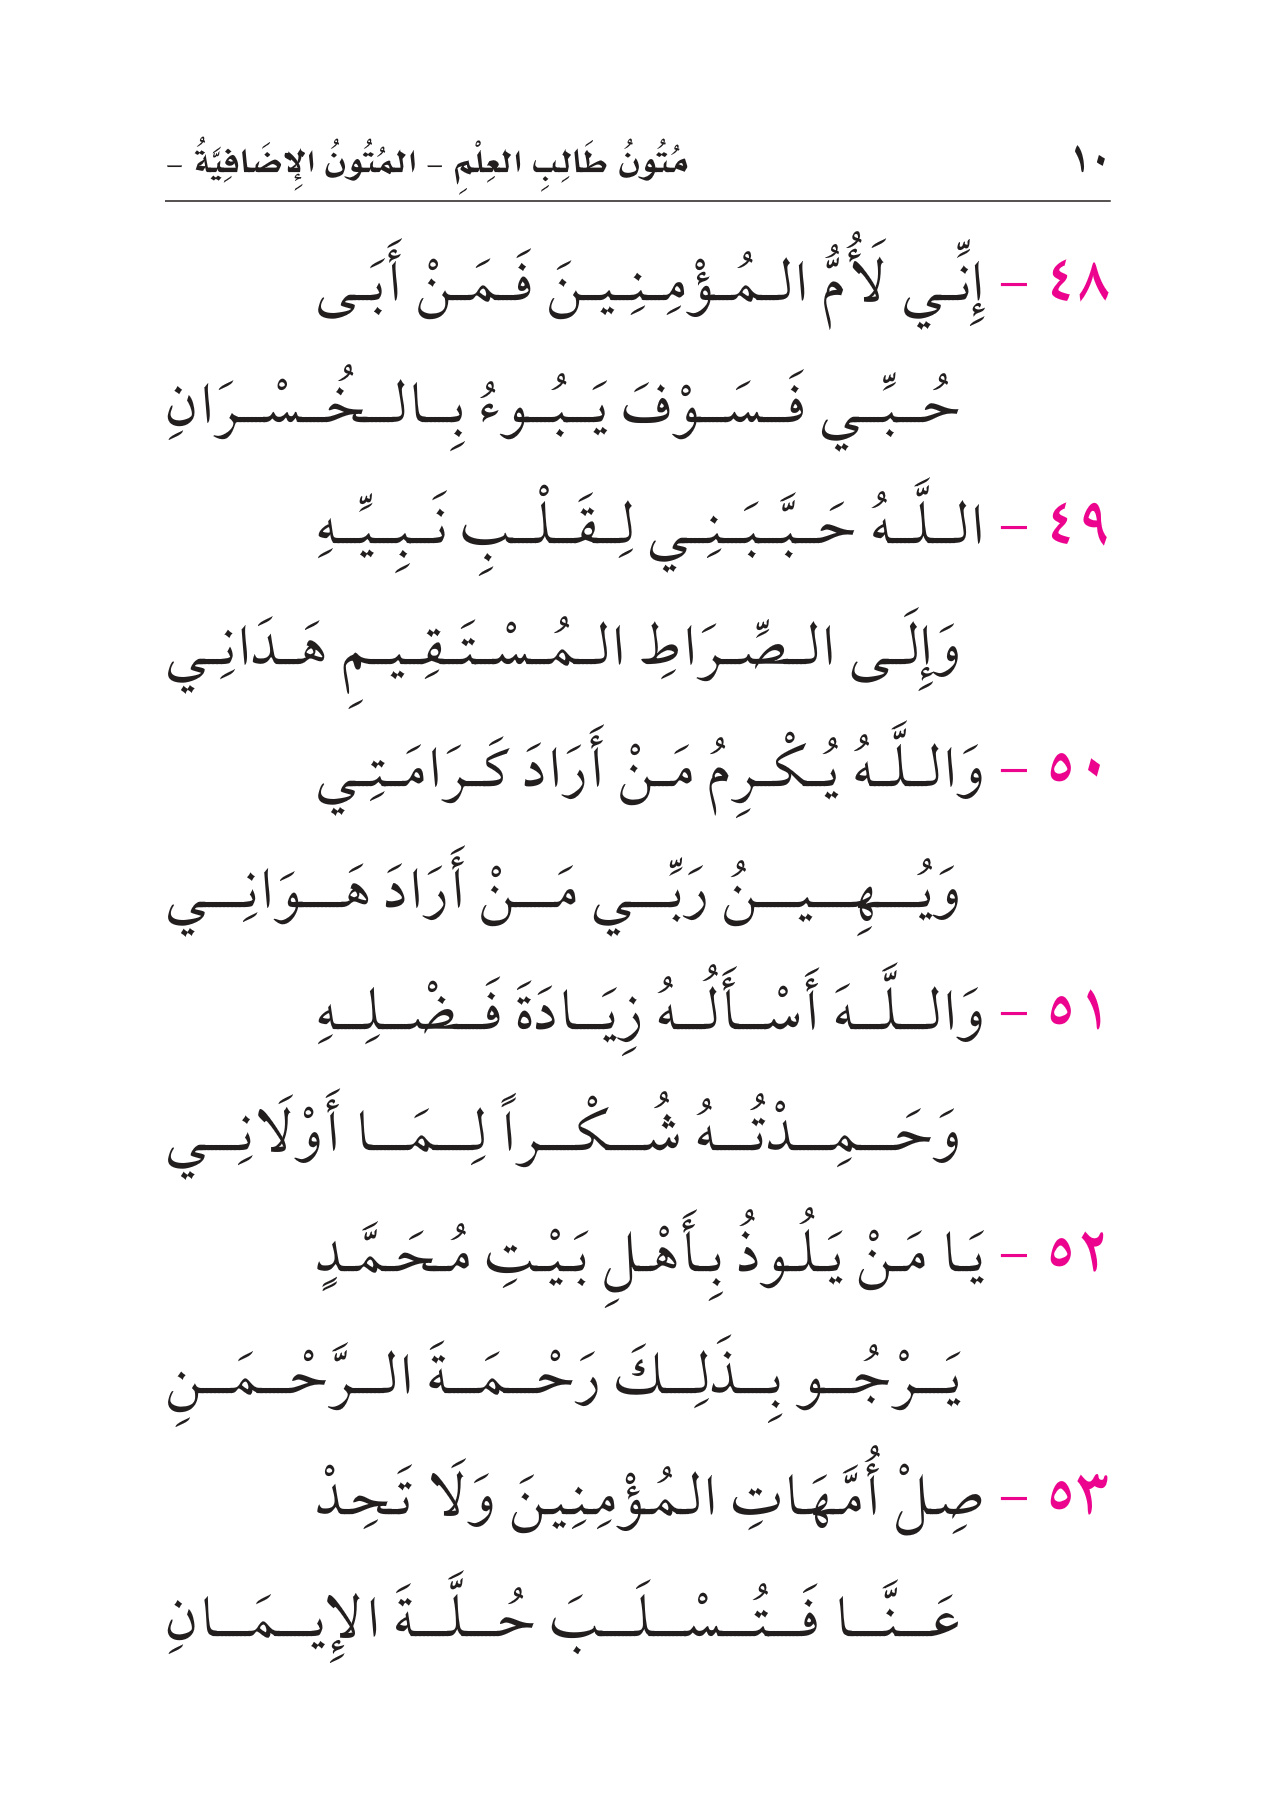 ١٠ مُتُونُ طَالِبِ العِلْمِ – المُتُونُ الإِضَافِيَّةُ –
٤٨ – إِنِّي لَأُمُّ المُؤْمِنِينَ فَمَنْ أَبَى
حُبِّي فَسَوْفَ يَبُوءُ بِالخُسْرَانِ
٤٩ – اللَّهُ حَبَّبَنِي لِقَلْبِ نَبِيِّهِ
وَإِلَى الصِّرَاطِ المُسْتَقِيمِ هَدَانِي
٥٠ – وَاللَّهُ يُكْرِمُ مَنْ أَرَادَ كَرَامَتِي
وَيُهِينُ رَبِّي مَنْ أَرَادَ هَوَانِي
٥١ – وَاللَّهَ أَسْأَلُهُ زِيَادَةَ فَضْلِهِ
وَحَمِدْتُهُ شُكْراً لِمَا أَوْلَانِي
٥٢ – يَا مَنْ يَلُوذُ بِأَهْلِ بَيْتِ مُحَمَّدٍ
يَرْجُو بِذَلِكَ رَحْمَةَ الرَّحْمَنِ
٥٣ – صِلْ أُمَّهَاتِ المُؤْمِنِينَ وَلَا تَحِدْ
عَنَّا فَتُسْلَبَ حُلَّةَ الإِيمَانِ